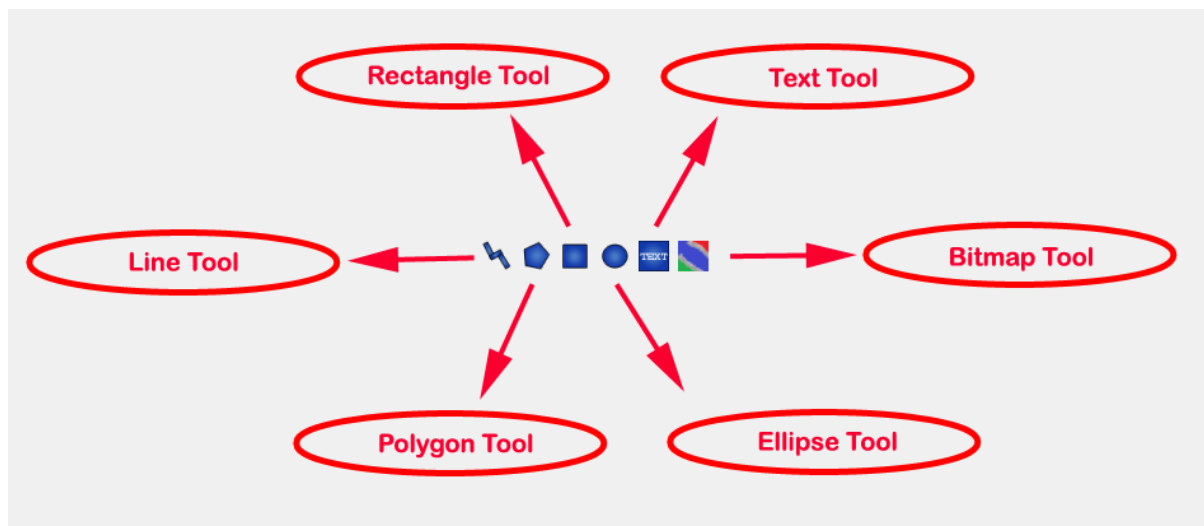 Rectangle Tool
Text Tool
Line Tool
TEXT
Bitmap Tool
Polygon Tool
Ellipse Tool